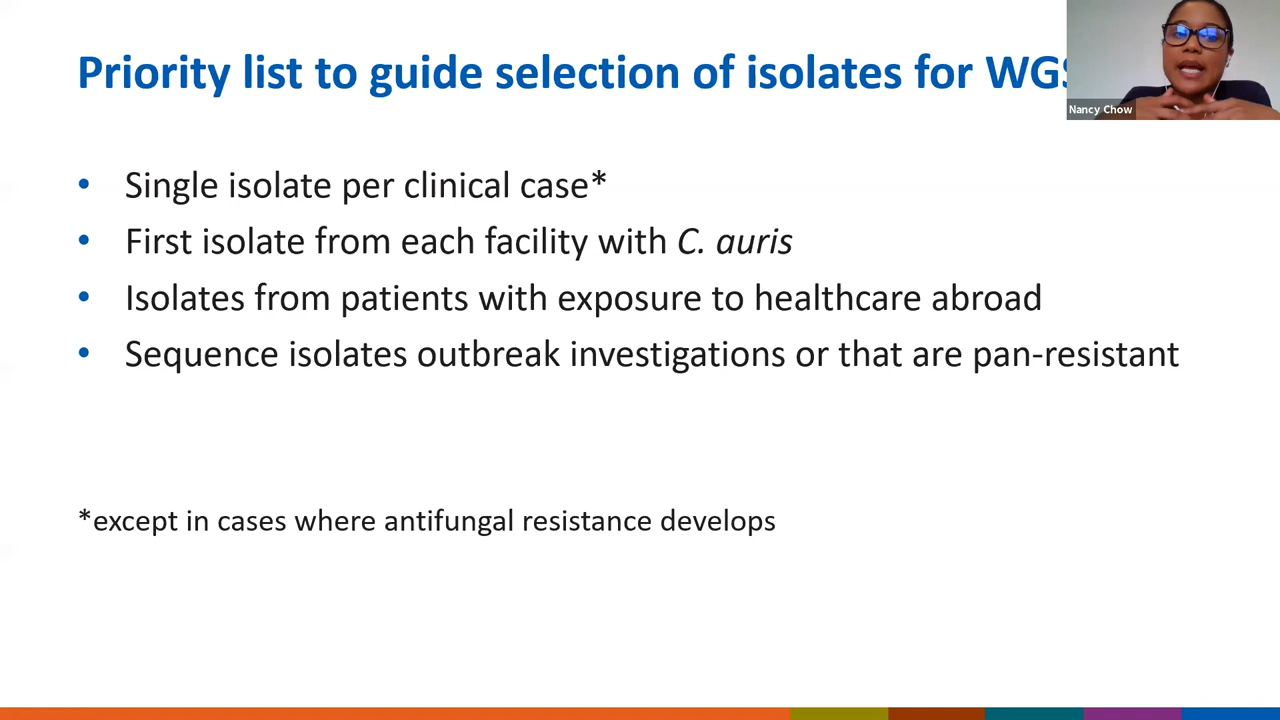 Priority list to guide selection of isolates for WGS
Nancy Chow
• Single isolate per clinical case*
• First isolate from each facility with C. auris
• Isolates from patients with exposure to healthcare abroad
• Sequence isolates outbreak investigations or that are pan-resistant
*except in cases where antifungal resistance develops